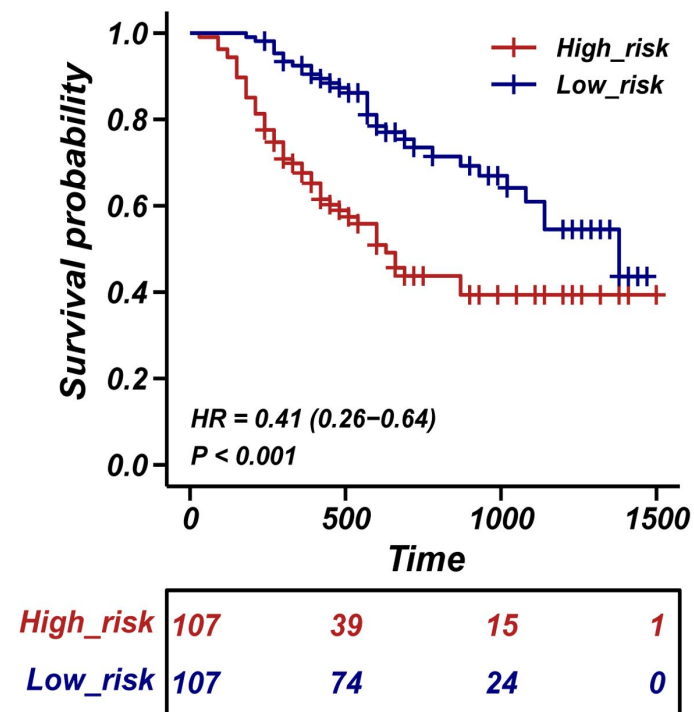 High_risk
Low_risk
Survival probability
1.0
0.8
0.6
0.4
0.2
0.0
HR = 0.41 (0.26−0.64)
P < 0.001
0 500 1000 1500
Time
High_risk 107 39 15 1
Low_risk 107 74 24 0